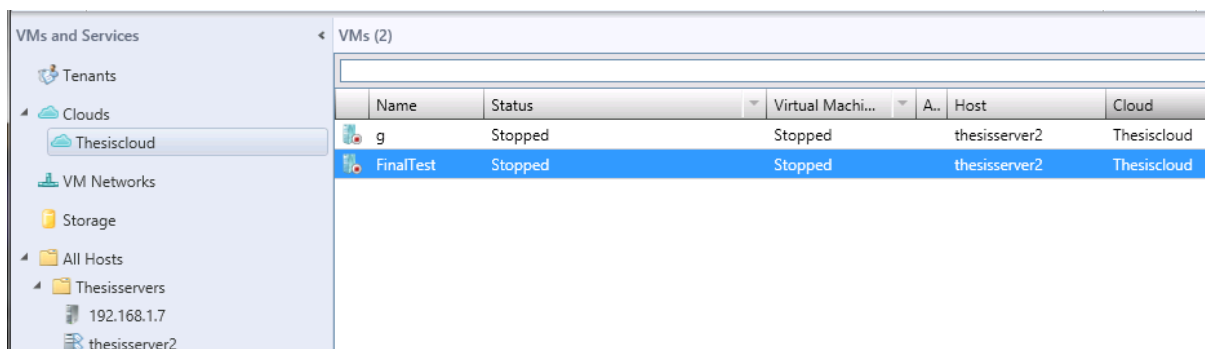 VMs and Services
Tenants
Clouds
Thesiscloud
VM Networks
Storage
All Hosts
Thesisservers
192.168.1.7
thesisserver2
VMs (2)
Name Status Virtual Machi... A.. Host Cloud
g Stopped Stopped thesisserver2 Thesiscloud
FinalTest Stopped Stopped thesisserver2 Thesiscloud